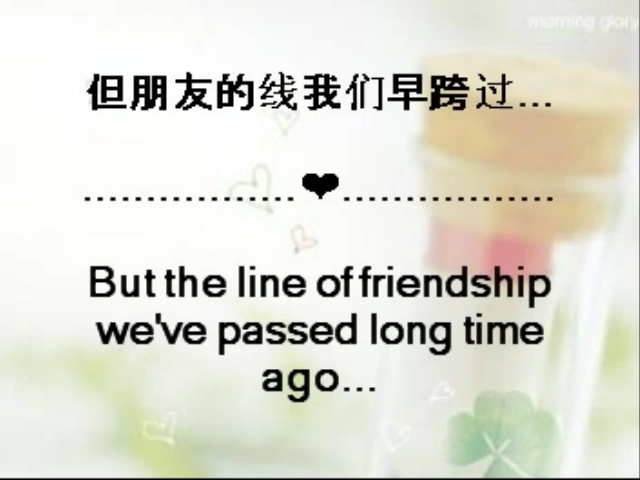 morning glory
但朋友的线我们早跨过...
.................❤.................
But the line of friendship
we've passed long time
ago...